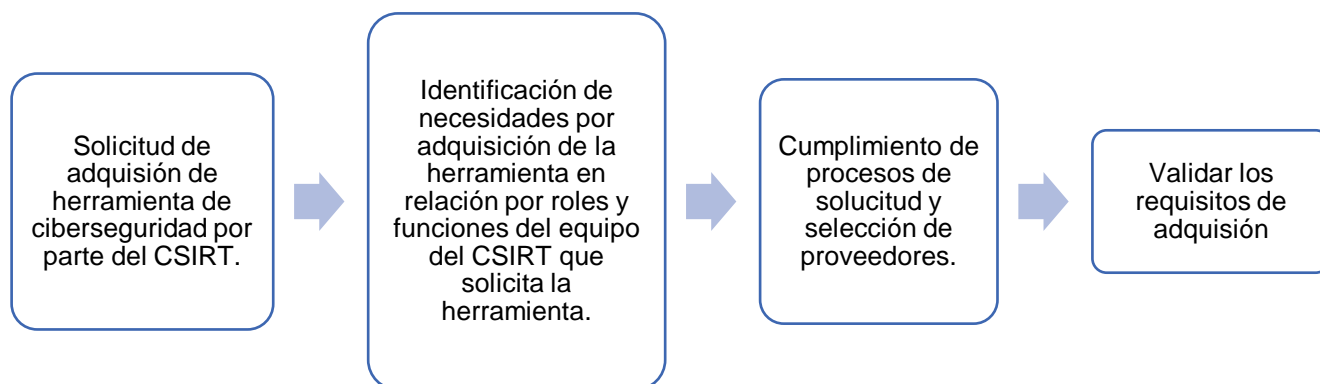 Solicitud de
adquisión de
herramienta de
ciberseguridad por
parte del CSIRT.
Identificación de
necesidades por
adquisición de la
herramienta en
relación por roles y
funciones del equipo
del CSIRT que
solicita la
herramienta.
Cumplimiento de
procesos de
solucitud y
selección de
proveedores.
Validar los
requisitos de
adquisión